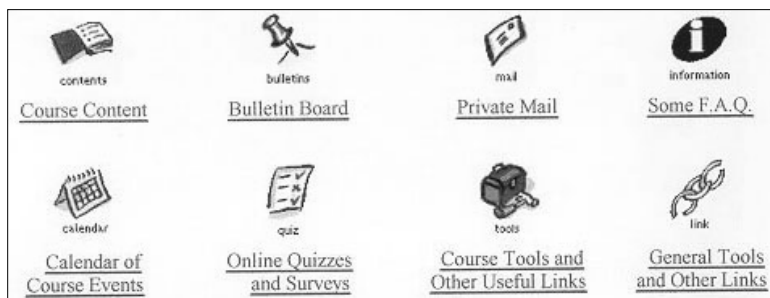 contents bulletins mail information
Course Content Bulletin Board Private Mail Some F.A.Q.
calendar quiz tools link
Calendar of Online Quizzes Course Tools and General Tools
Course Events and Surveys Other Useful Links and Other Links